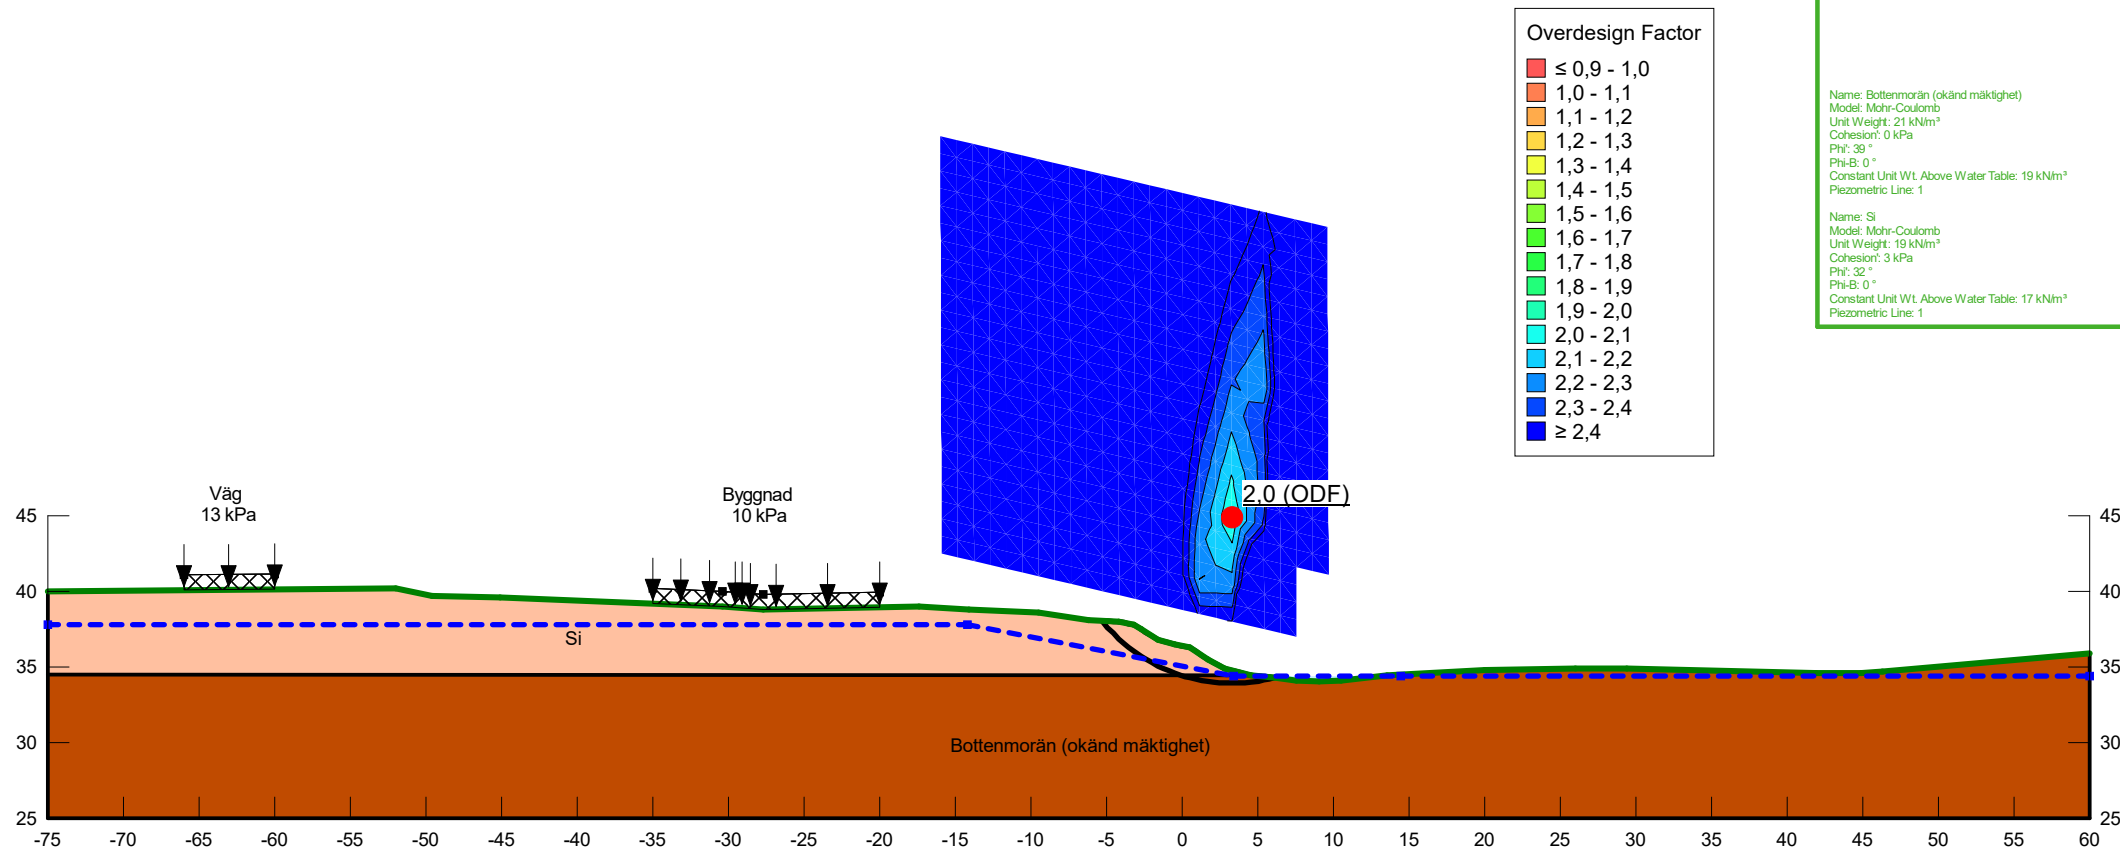 Overdesign Factor
≤ 0,9 - 1,0
1,0 - 1,1
1,1 - 1,2
1,2 - 1,3
1,3 - 1,4
1,4 - 1,5
1,5 - 1,6
1,6 - 1,7
1,7 - 1,8
1,8 - 1,9
1,9 - 2,0
2,0 - 2,1
2,1 - 2,2
2,2 - 2,3
2,3 - 2,4
≥ 2,4
Name: Bottenmorän (okänd mäktighet)
Model: Mohr-Coulomb
Unit Weight: 21 kN/m³
Cohesion': 0 kPa
Phi': 39 °
Phi-B: 0 °
Constant Unit Wt. Above Water Table: 19 kN/m³
Piezometric Line: 1
Name: Si
Model: Mohr-Coulomb
Unit Weight: 19 kN/m³
Cohesion': 3 kPa
Phi': 32 °
Phi-B: 0 °
Constant Unit Wt. Above Water Table: 17 kN/m³
Piezometric Line: 1
2,0 (ODF)
Väg
13 kPa
Byggnad
10 kPa
45 45
40 40
Si
35 35
30 30
Bottenmorän (okänd mäktighet)
25 25
-75 -70 -65 -60 -55 -50 -45 -40 -35 -30 -25 -20 -15 -10 -5 0 5 10 15 20 25 30 35 40 45 50 55 60